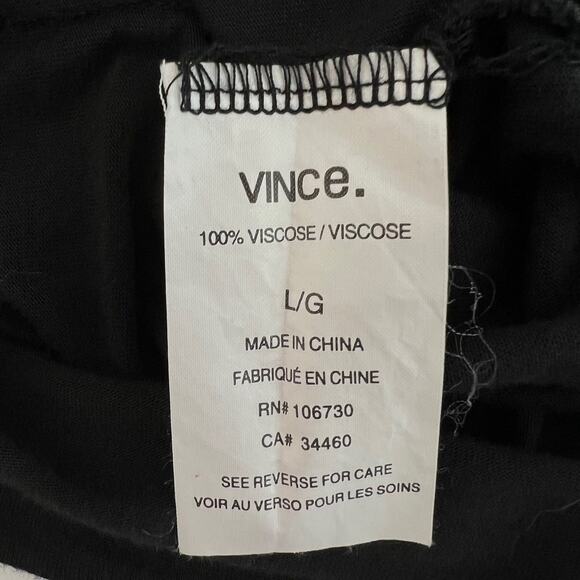 VINCe.
100% VISCOSE / VISCOSE
L/G
MADE IN CHINA
FABRIQUÉ EN CHINE
RN# 106730
CA# 34460
SEE REVERSE FOR CARE
VOIR AU VERSO POUR LES SOINS